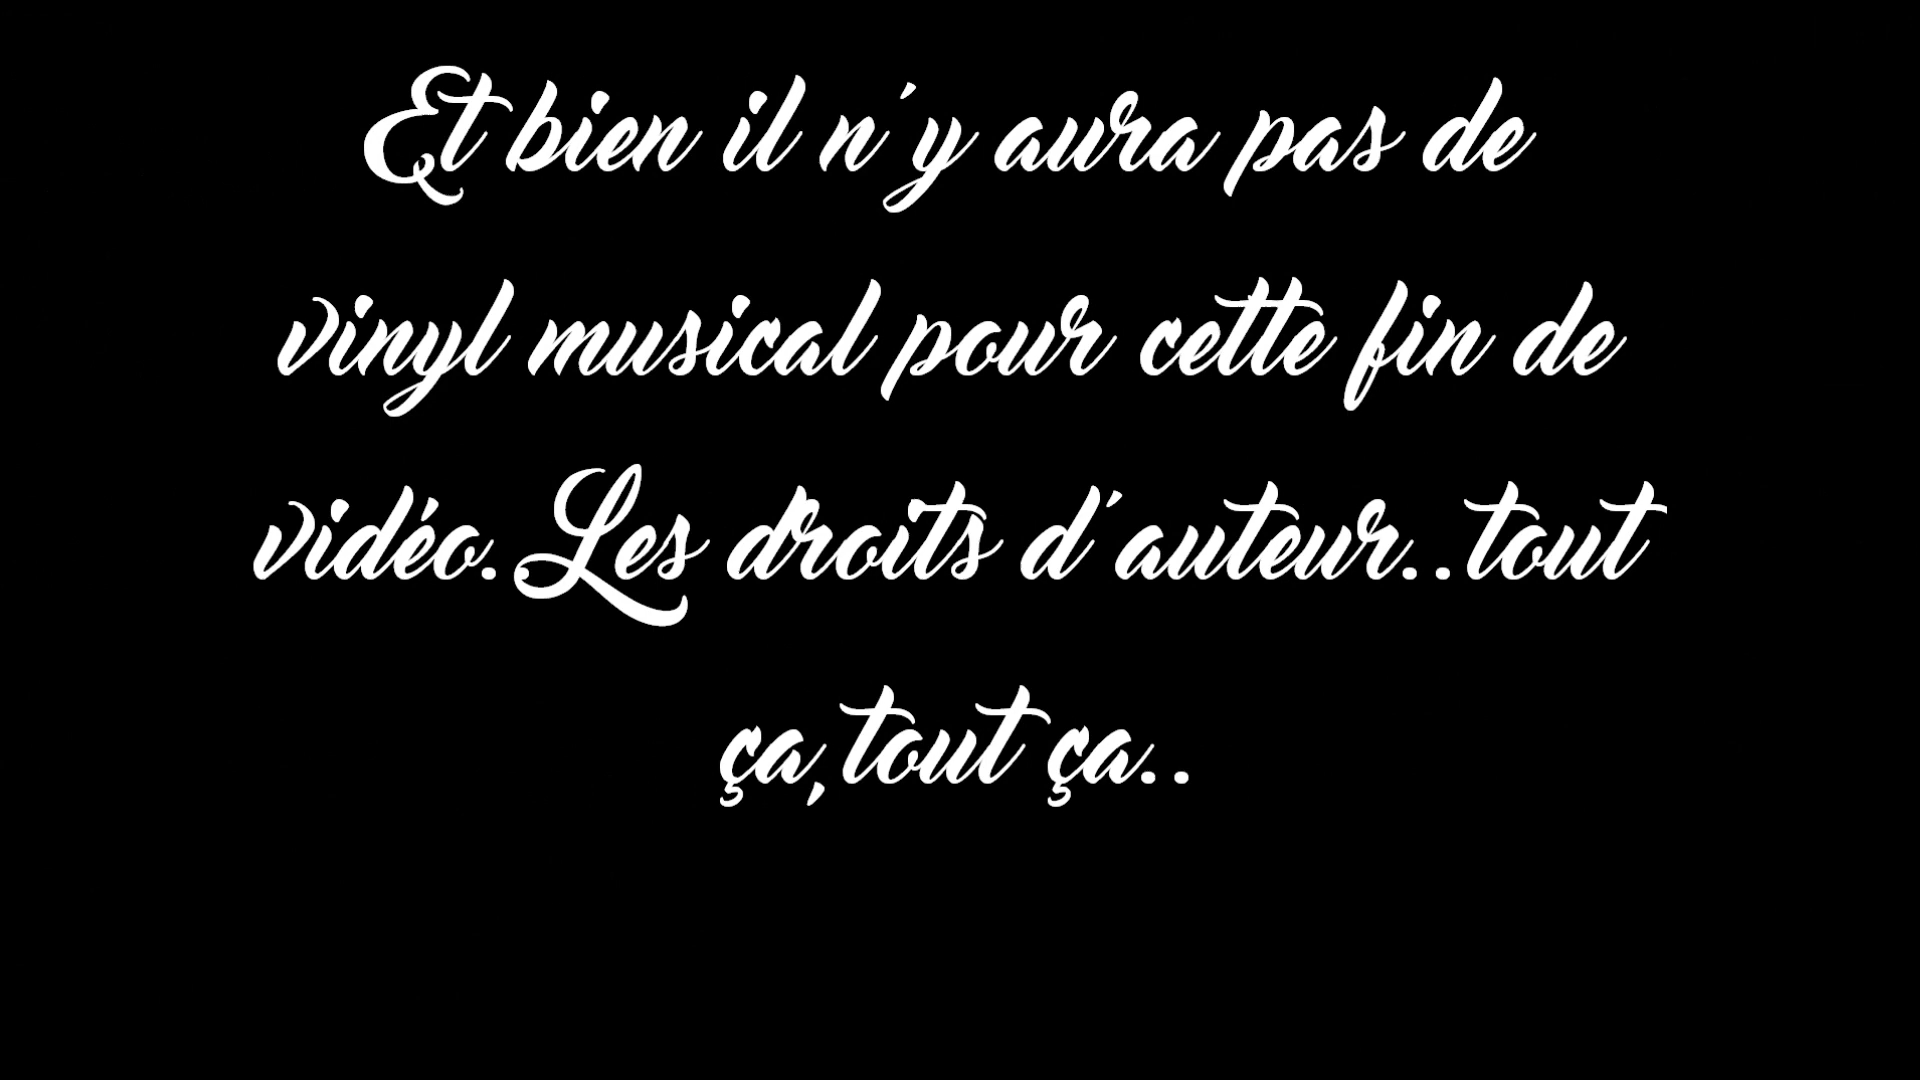 Et bien il n'y aura pas de
vinyl musical pour cette fin de
vidéo. Les droits d'auteur..tout
ça,tout ça..